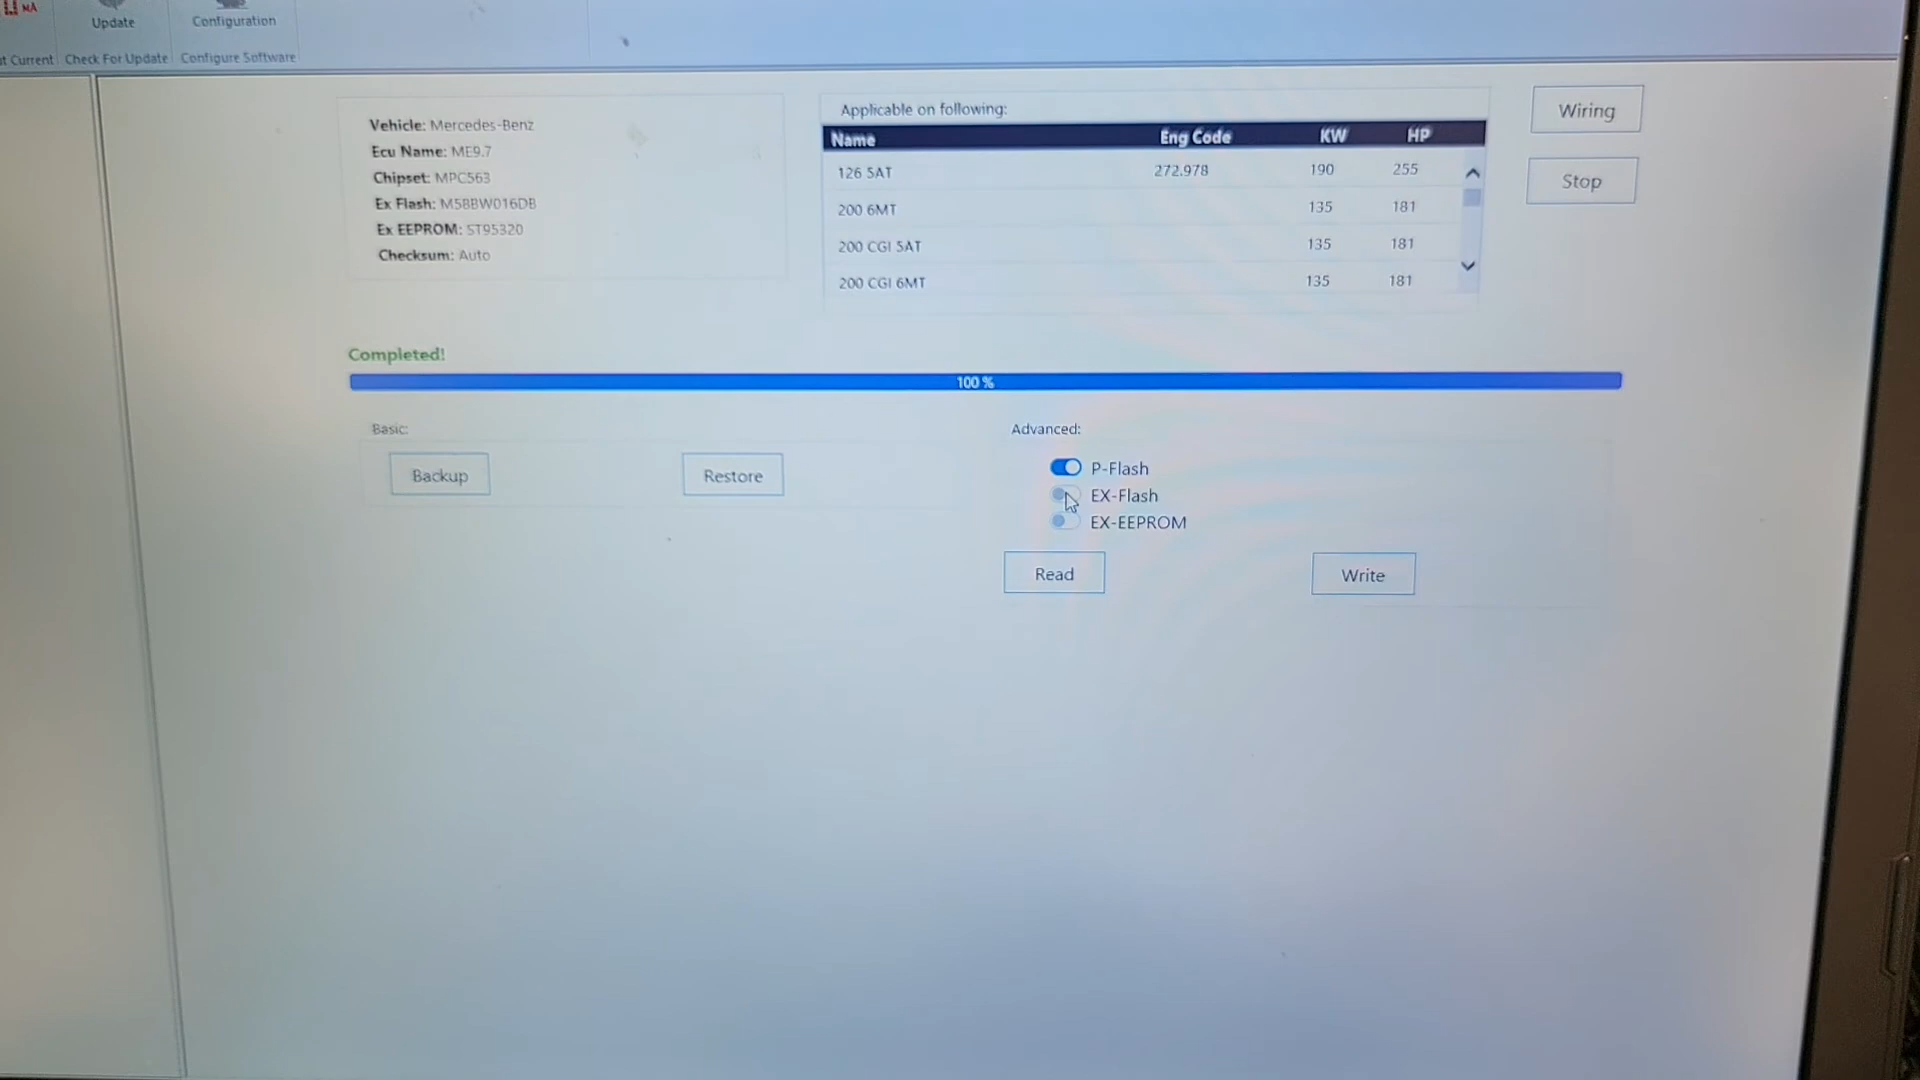 MA
Update
Configuration
t Current
Check For Update
Configure Software
Vehicle: Mercedes-Benz
Ecu Name: ME9.7
Chipset: MPC563
Ex Flash: M58BW016DB
Ex EEPROM: ST95320
Checksum: Auto
Applicable on following:
Name Eng Code KW HP
126 5AT 272.978 190 255
200 6MT 135 181
200 CGI 5AT 135 181
200 CGI 6MT 135 181
Wiring
Stop
Completed!
100 %
Basic:
Backup
Restore
Advanced:
P-Flash
EX-Flash
EX-EEPROM
Read
Write